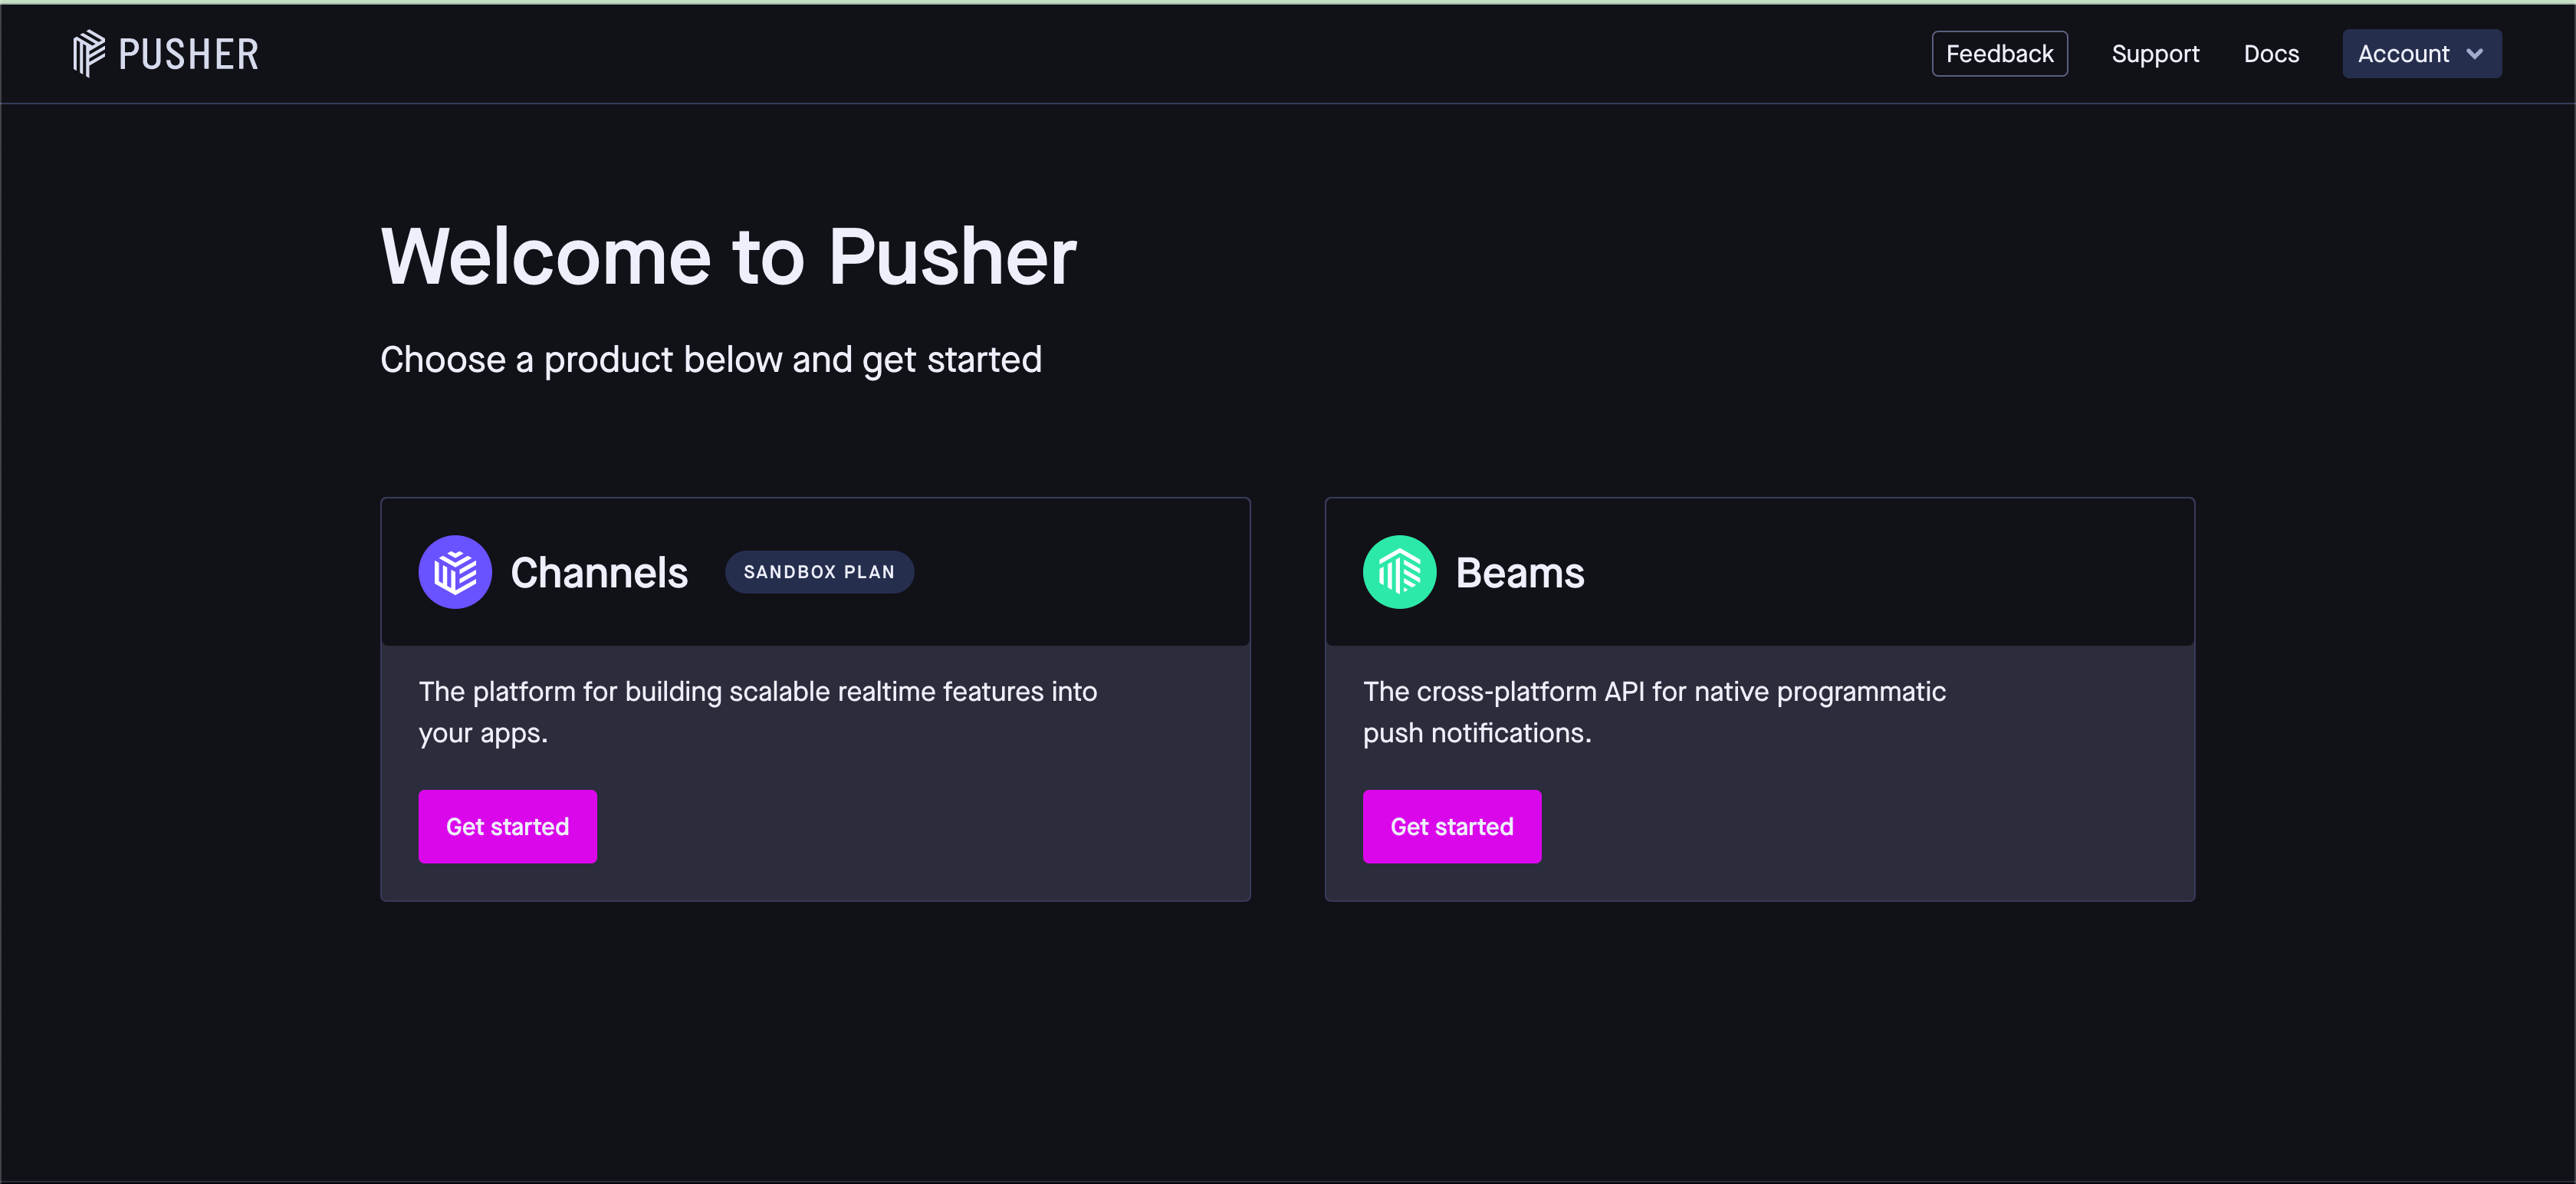 PUSHER
Feedback
Support
Docs
Account
Welcome to Pusher
Choose a product below and get started
Channels
SANDBOX PLAN
The platform for building scalable realtime features into
your apps.
Get started
Beams
The cross-platform API for native programmatic
push notifications.
Get started